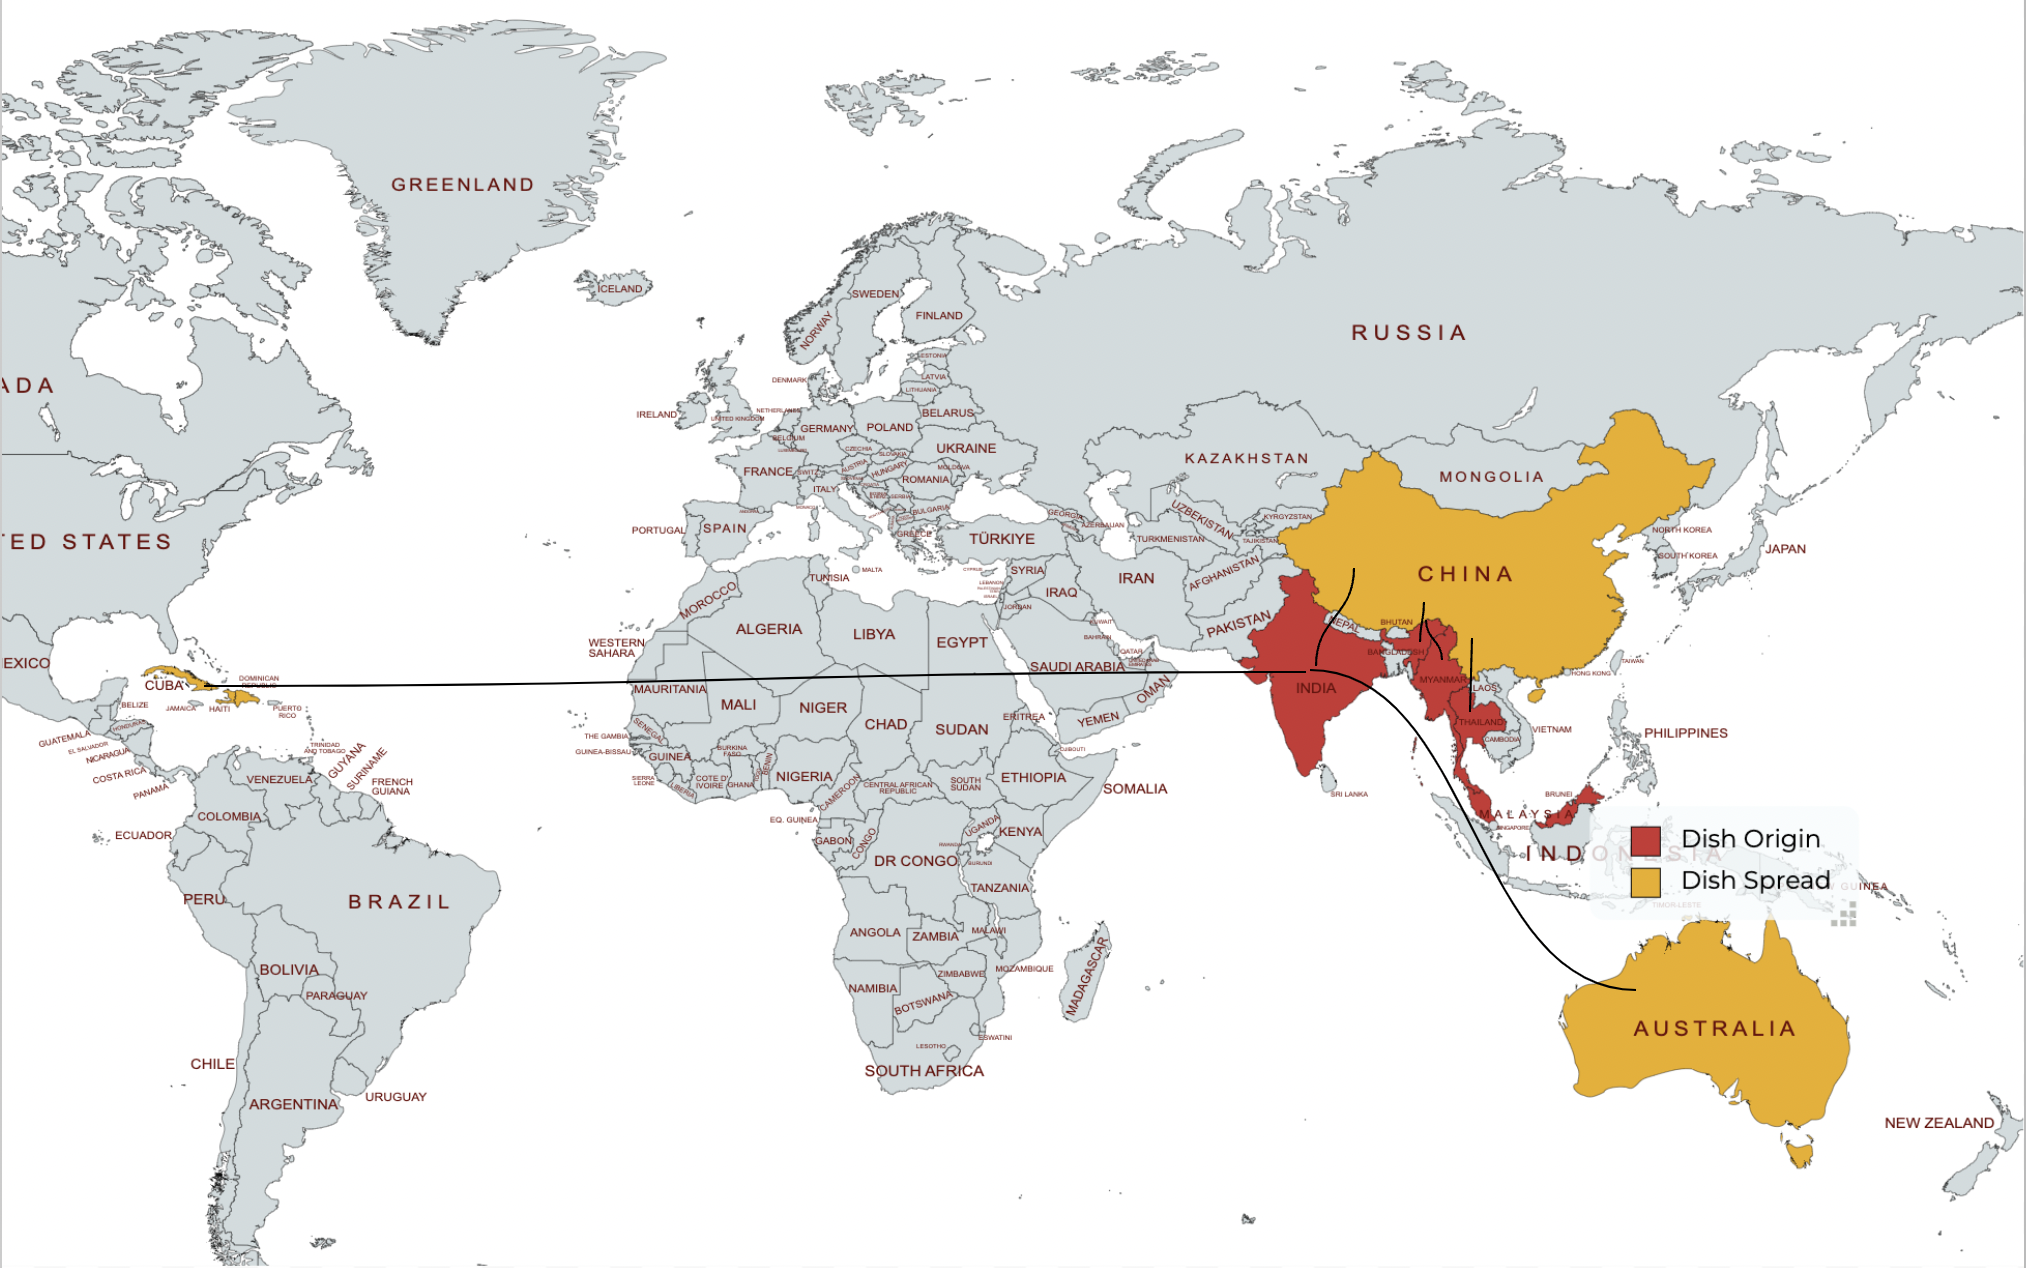 GREENLAND
ICELAND
SWEDEN
FINLAND
NORWAY
RUSSIA
ESTONIA
LATVIA
LITHUANIA
DENMARK
ADA
IRELAND
UNITED KINGDOM
NETHERLANDS
BELARUS
GERMANY
POLAND
BELGIUM
CZECHIA
SLOVAKIA
UKRAINE
KAZAKHSTAN
MONGOLIA
FRANCE
SWITZ
AUSTRIA
HUNGARY
MOLDOVA
ROMANIA
ITALY
SERBIA
BULGARIA
GEORGIA
AZERBAIJAN
UZBEKISTAN
KYRGYZSTAN
TURKMENISTAN
TAJIKISTAN
PORTUGAL
SPAIN
GREECE
TÜRKIYE
NORTH KOREA
SOUTH KOREA
JAPAN
TED STATES
CHINA
MALTA
TUNISIA
CYPRUS
LEBANON
ISRAEL
SYRIA
IRAQ
IRAN
AFGHANISTAN
JORDAN
KUWAIT
MOROCCO
ALGERIA
LIBYA
EGYPT
BAHRAIN
QATAR
PAKISTAN
NEPAL
BHUTAN
BANGLADESH
WESTERN
SAHARA
SAUDI ARABIA
OMAN
TAIWAN
HONG KONG
EXICO
CUBA
DOMINICAN
REPUBLIC
BELIZE
JAMAICA
HAITI
PUERTO
RICO
MAURITANIA
MALI
NIGER
CHAD
SUDAN
ERITREA
YEMEN
INDIA
MYANMAR
LAOS
THAILAND
VIETNAM
CAMBODIA
PHILIPPINES
GUATEMALA
HONDURAS
EL SALVADOR
NICARAGUA
COSTA RICA
PANAMA
TRINIDAD
AND TOBAGO
VENEZUELA
GUYANA
SURINAME
FRENCH
GUIANA
COLOMBIA
ECUADOR
SENEGAL
THE GAMBIA
GUINEA-BISSAU
GUINEA
SIERRA
LEONE
LIBERIA
COTE D'
IVOIRE
BURKINA
FASO
GHANA
BENIN
NIGERIA
CAMEROON
CENTRAL AFRICAN
REPUBLIC
SOUTH
SUDAN
ETHIOPIA
DJIBOUTI
SOMALIA
SRI LANKA
BRUNEI
MALAYSIA
SINGAPORE
INDONESIA
EQ. GUINEA
GABON
CONGO
DR CONGO
UGANDA
KENYA
RWANDA
BURUNDI
TANZANIA
Dish Origin
Dish Spread
GUINEA
TIMOR-LESTE
PERU
BRAZIL
BOLIVIA
PARAGUAY
CHILE
ARGENTINA
URUGUAY
ANGOLA
ZAMBIA
MALAWI
MOZAMBIQUE
ZIMBABWE
NAMIBIA
BOTSWANA
MADAGASCAR
ESWATINI
LESOTHO
SOUTH AFRICA
AUSTRALIA
NEW ZEALAND